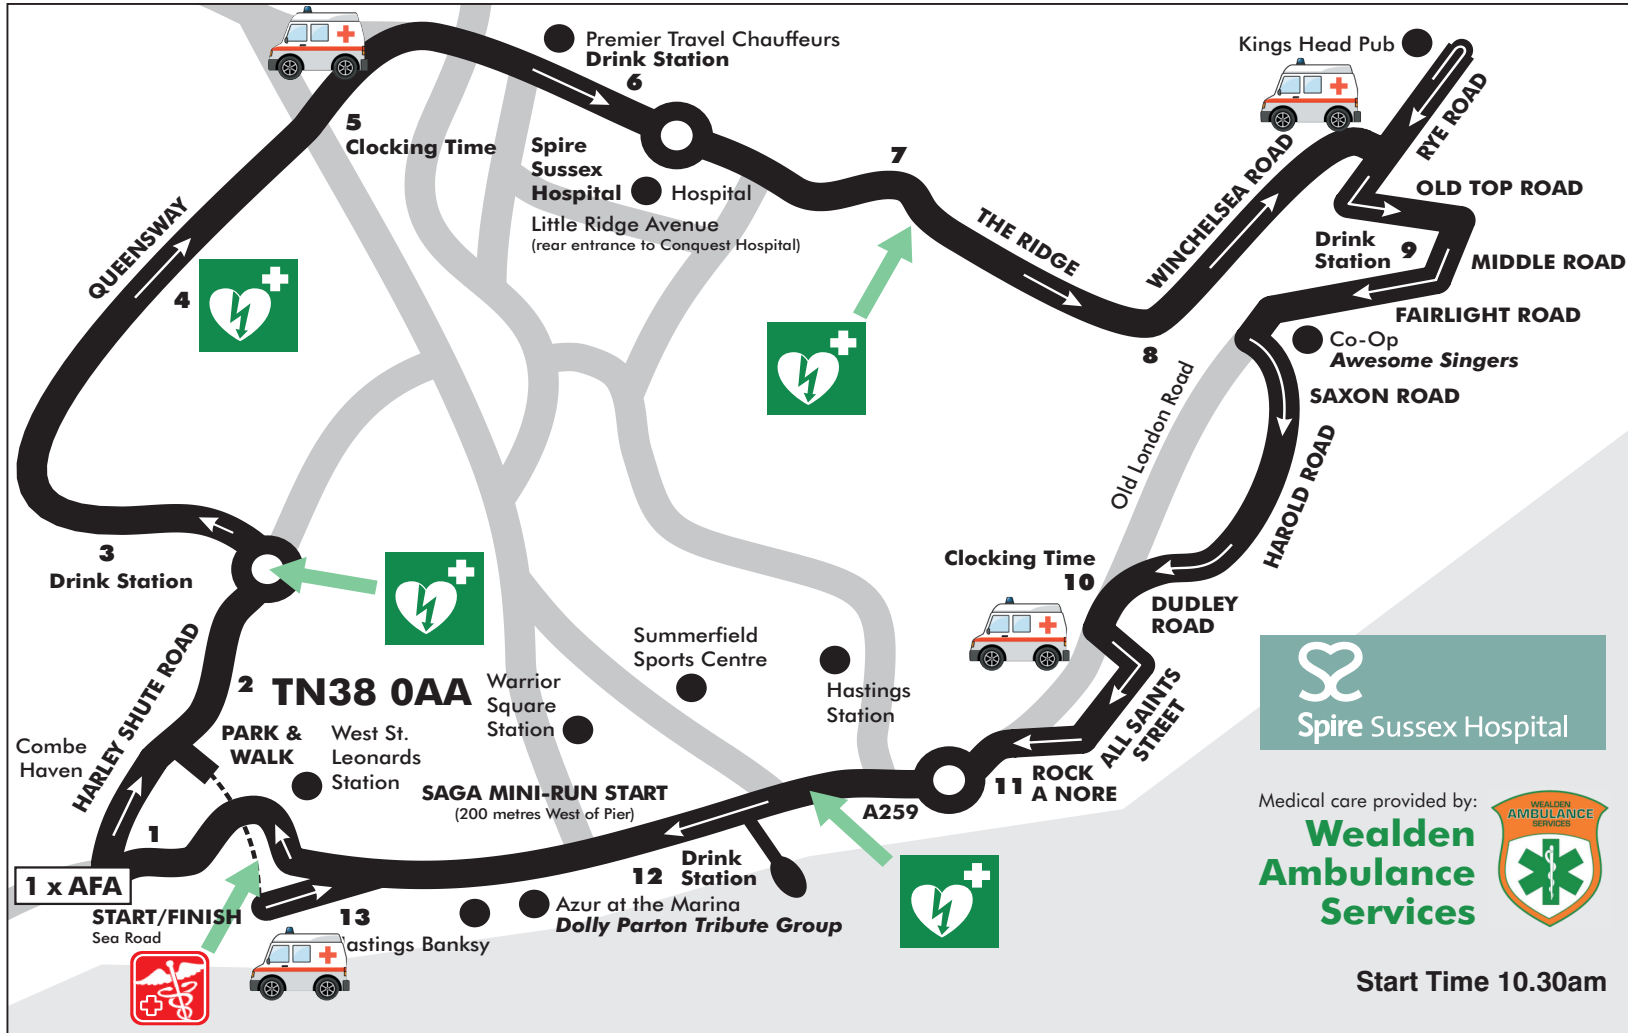 Premier Travel Chauffeurs
Drink Station
6
Kings Head Pub
RYE ROAD
5
Clocking Time
Spire
Sussex
Hospital
Hospital
Little Ridge Avenue
(rear entrance to Conquest Hospital)
7
THE RIDGE
WINCHELSEA ROAD
OLD TOP ROAD
Drink
Station
9
MIDDLE ROAD
FAIRLIGHT ROAD
Co-Op
Awesome Singers
8
SAXON ROAD
QUEENSWAY
4
Old London Road
HAROLD ROAD
3
Drink Station
Clocking Time
10
DUDLEY
ROAD
ALL SAINTS
STREET
HARLEY SHUTE ROAD
2
TN38 0AA
PARK &
WALK
West St.
Leonards
Station
Warrior
Square
Station
Summerfield
Sports Centre
Hastings
Station
Combe
Haven
SAGA MINI-RUN START
(200 metres West of Pier)
A259
11
ROCK
A NORE
1
1 x AFA
START/FINISH
Sea Road
13
Hastings Banksy
12
Drink
Station
Azur at the Marina
Dolly Parton Tribute Group
Spire Sussex Hospital
Medical care provided by:
Wealden
Ambulance
Services
WEALDEN
AMBULANCE
SERVICES
Start Time 10.30am